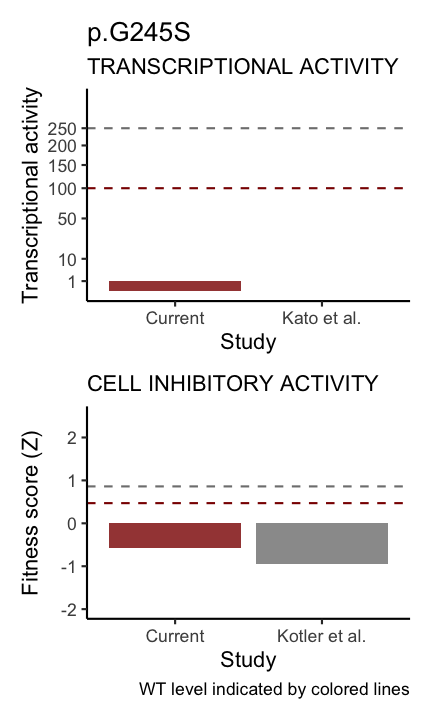 p.G245S
TRANSCRIPTIONAL ACTIVITY
Transcriptional activity
250
200
150
100
50
10
1
Current
Kato et al.
Study
CELL INHIBITORY ACTIVITY
Fitness score (Z)
2
1
0
-1
-2
Current
Kotler et al.
Study
WT level indicated by colored lines